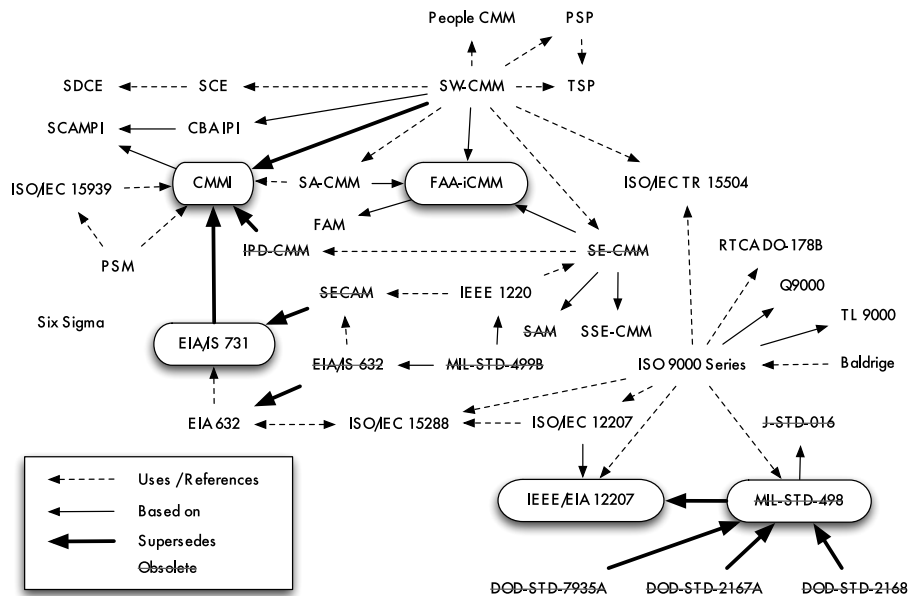 People CMM
PSP
SDCE
SCE
SW-CMM
TSP
SCAMPI
CBA IPI
ISO/IEC 15939
CMMI
SA-CMM
FAA-iCMM
ISO/IEC TR 15504
FAM
IPD-CMM
SE-CMM
RTCA DO-178B
PSM
Q9000
SECAM
IEEE 1220
Six Sigma
SAM
SSE-CMM
TL 9000
EIA/IS 731
EIA/IS 632
MIL-STD-499B
ISO 9000 Series
Baldrige
EIA 632
ISO/IEC 15288
ISO/IEC 12207
J-STD-016
Uses / References
Based on
Supersedes
Obsolete
IEEE/EIA 12207
MIL-STD-498
DOD-STD-7935A
DOD-STD-2167A
DOD-STD-2168